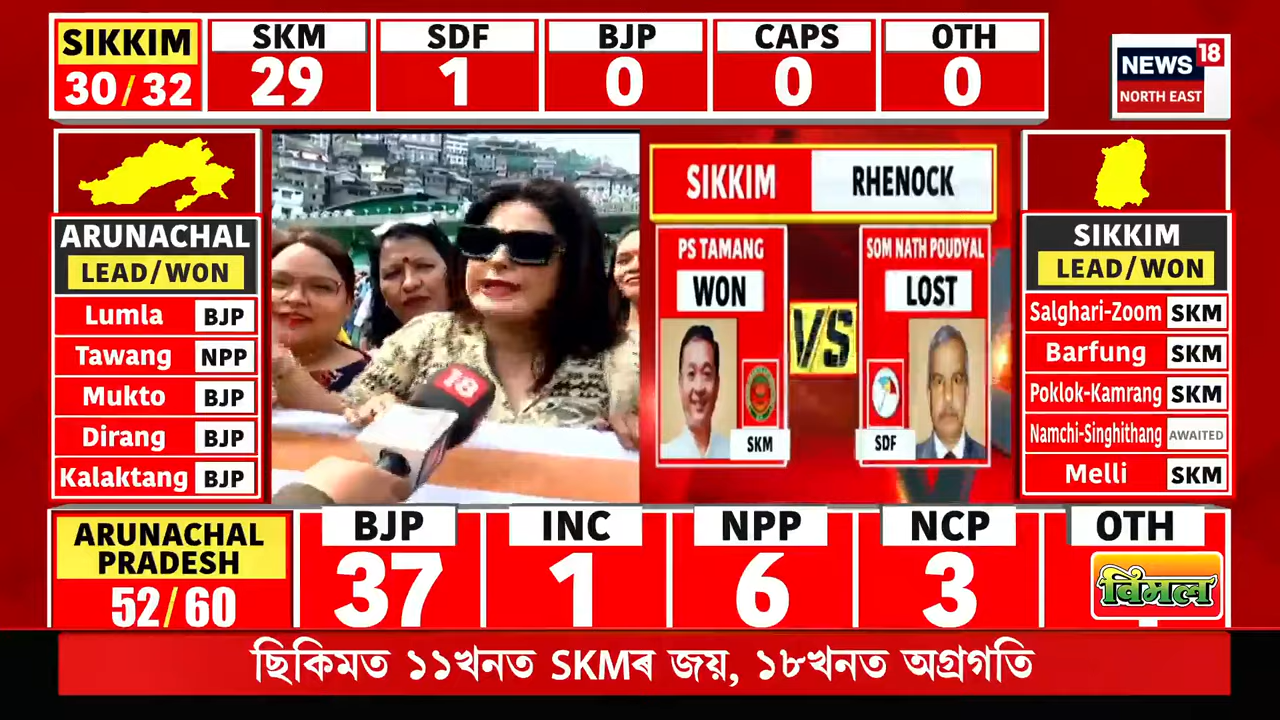 SIKKIM
30/32
SKM
29
SDF
1
BJP
0
CAPS
0
OTH
0
NEWS 18
NORTH EAST
ARUNACHAL
LEAD/WON
Lumla BJP
Tawang NPP
Mukto BJP
Dirang BJP
Kalaktang BJP
18
SIKKIM RHENOCK
PS TAMANG
WON
SKM
VS
SOM NATH POUDYAL
LOST
SDF
SIKKIM
LEAD/WON
Salghari-Zoom SKM
Barfung SKM
Poklok-Kamrang SKM
Namchi-Singhithang AWAITED
Melli SKM
ARUNACHAL
PRADESH
52/60
BJP
37
INC
1
NPP
6
NCP
3
OTH
विमल
ছিকিমত ১১খনত SKMৰ জয়, ১৮খনত অগ্ৰগতি